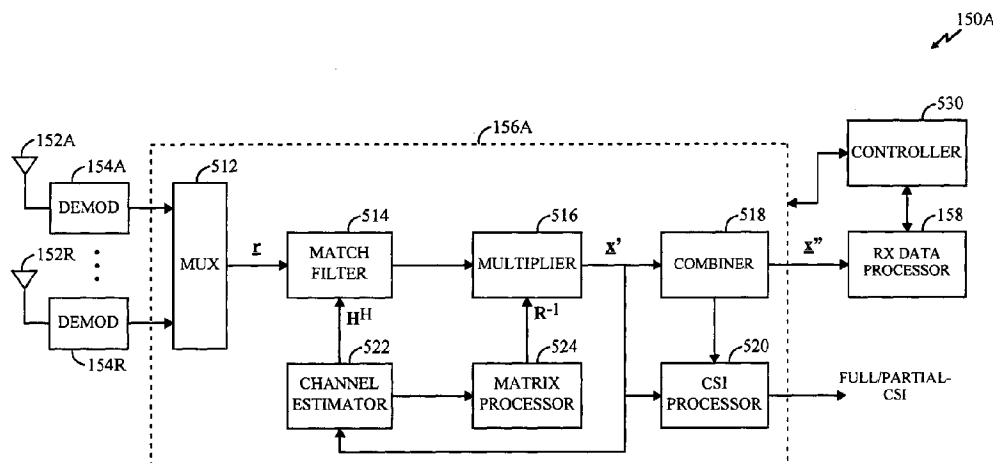 150A
530
CONTROLLER
156A
152A
154A
512
DEMOD
514
516
518
158
r
x'
x"
MUX
MATCH
FILTER
MULTIPLIER
COMBINER
RX DATA
PROCESSOR
152R
DEMOD
154R
H^H
R^-1
522
524
520
CHANNEL
ESTIMATOR
MATRIX
PROCESSOR
CSI
PROCESSOR
FULL/PARTIAL-
CSI